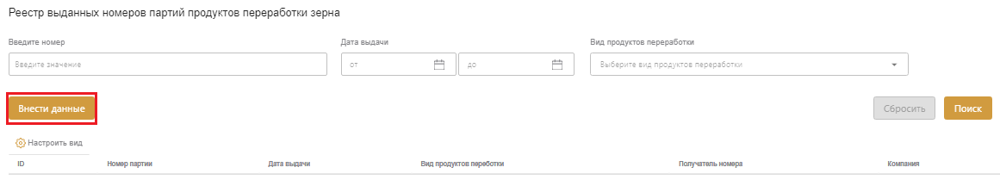 Реестр выданных номеров партий продуктов переработки зерна
Введите номер Дата выдачи Вид продуктов переработки
Введите значение от до Выберите вид продуктов переработки
Внести данные Сбросить Поиск
Настроить вид
ID Номер партии Дата выдачи Вид продуктов переботки Получатель номера Компания